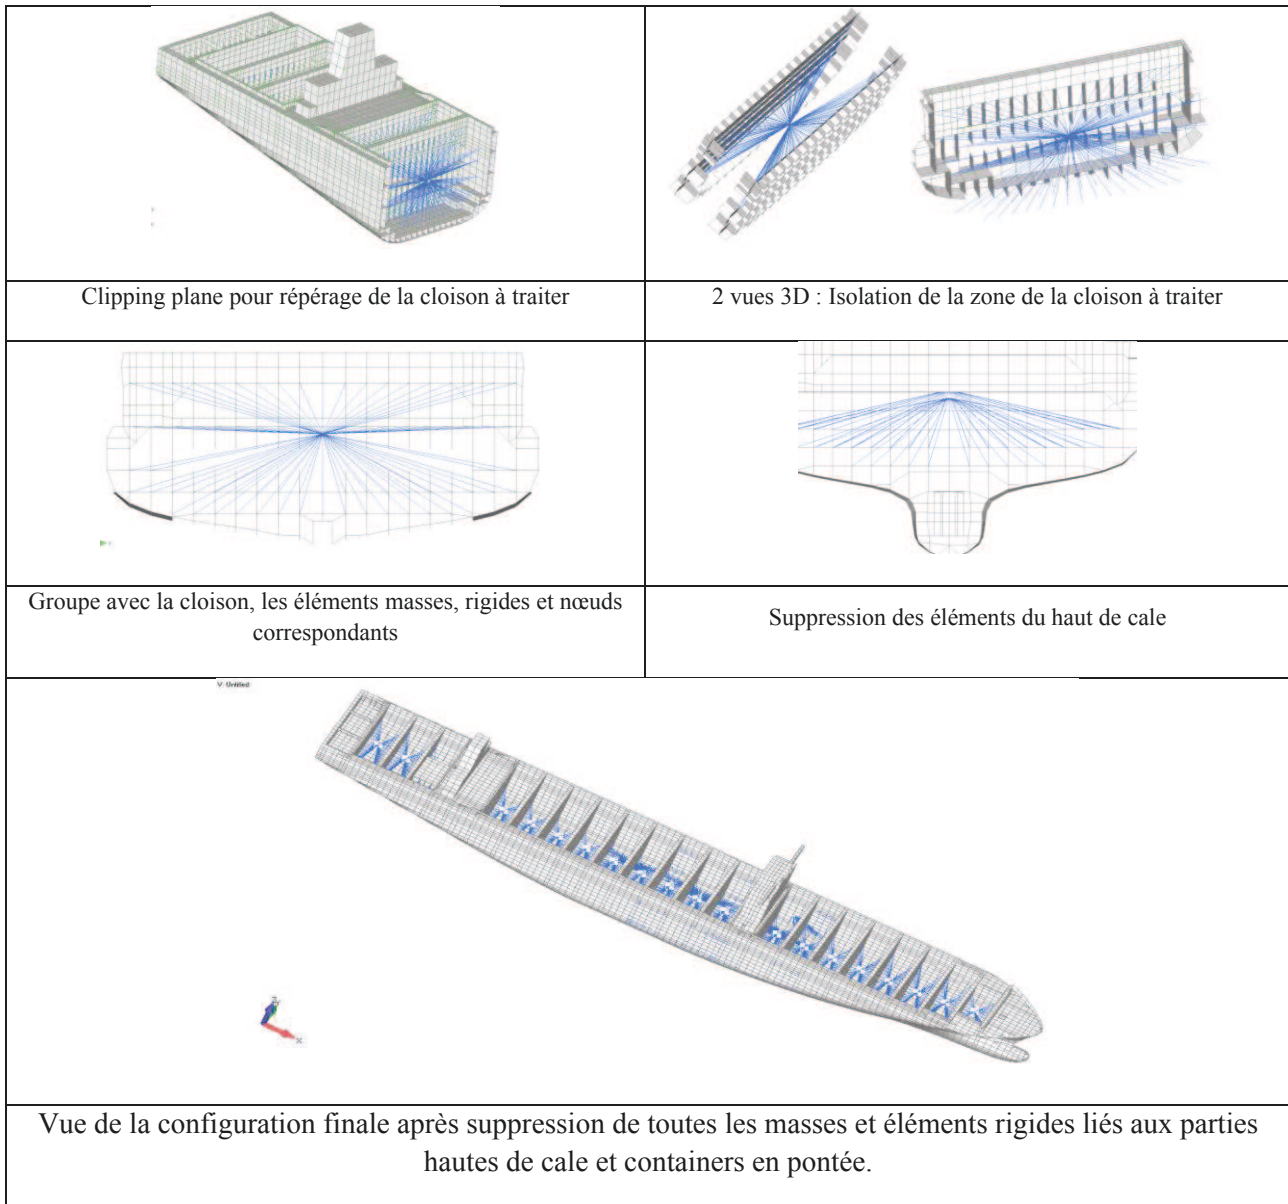 Clipping plane pour répérage de la cloison à traiter
2 vues 3D : Isolation de la zone de la cloison à traiter
Groupe avec la cloison, les éléments masses, rigides et nœuds
correspondants
Suppression des éléments du haut de cale
V: Untitled
Z
X
Vue de la configuration finale après suppression de toutes les masses et éléments rigides liés aux parties
hautes de cale et containers en pontée.